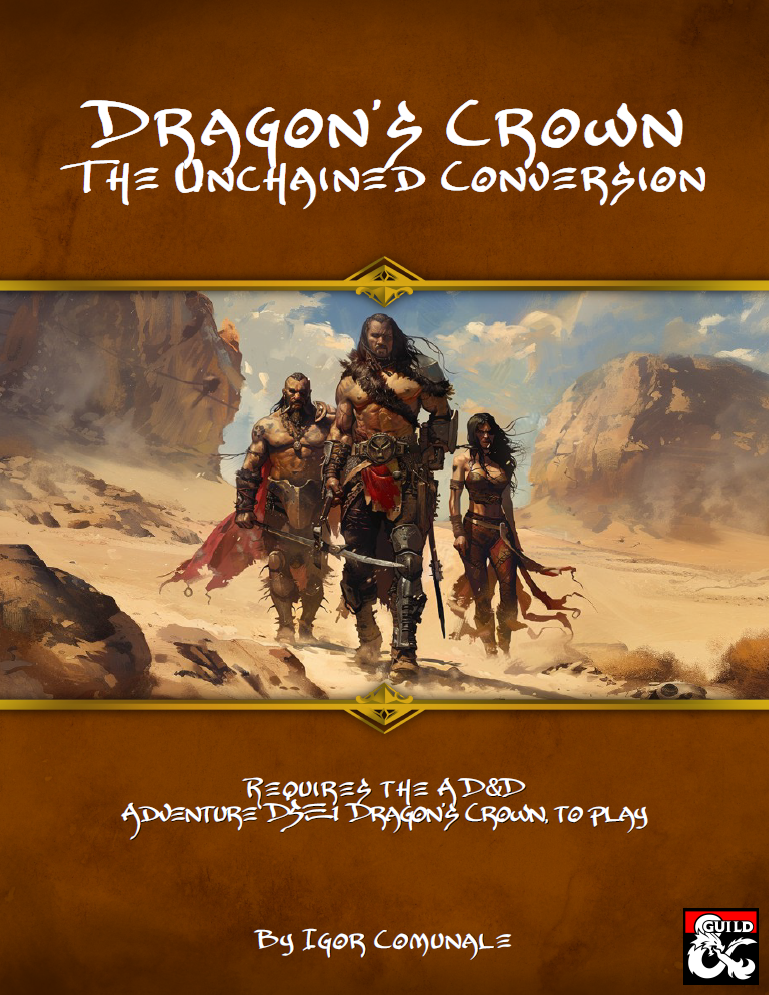 Dragon's Crown
The Unchained Conversion
Requires the AD&D
Adventure DSE1 Dragon's Crown, to play
By Igor Comunale
GUILD